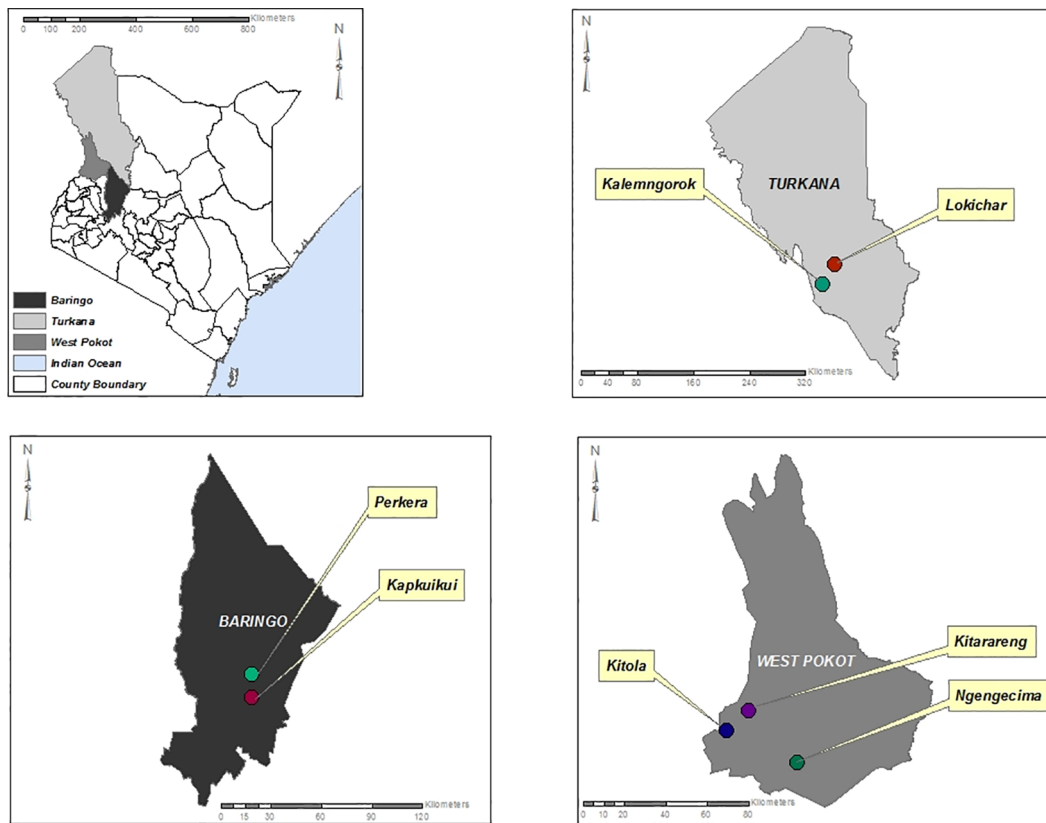 Kilometers
0 100 200 400 600 800
N
Baringo
Turkana
West Pokot
Indian Ocean
County Boundary
N
Kalemngorok
TURKANA
Lokichar
Kilometers
0 40 80 160 240 320
N
Perkera
Kapkuikui
BARINGO
Kilometers
0 15 30 60 90 120
N
Kitarareng
Kitola
WEST POKOT
Ngengecima
Kilometers
0 10 20 40 60 80